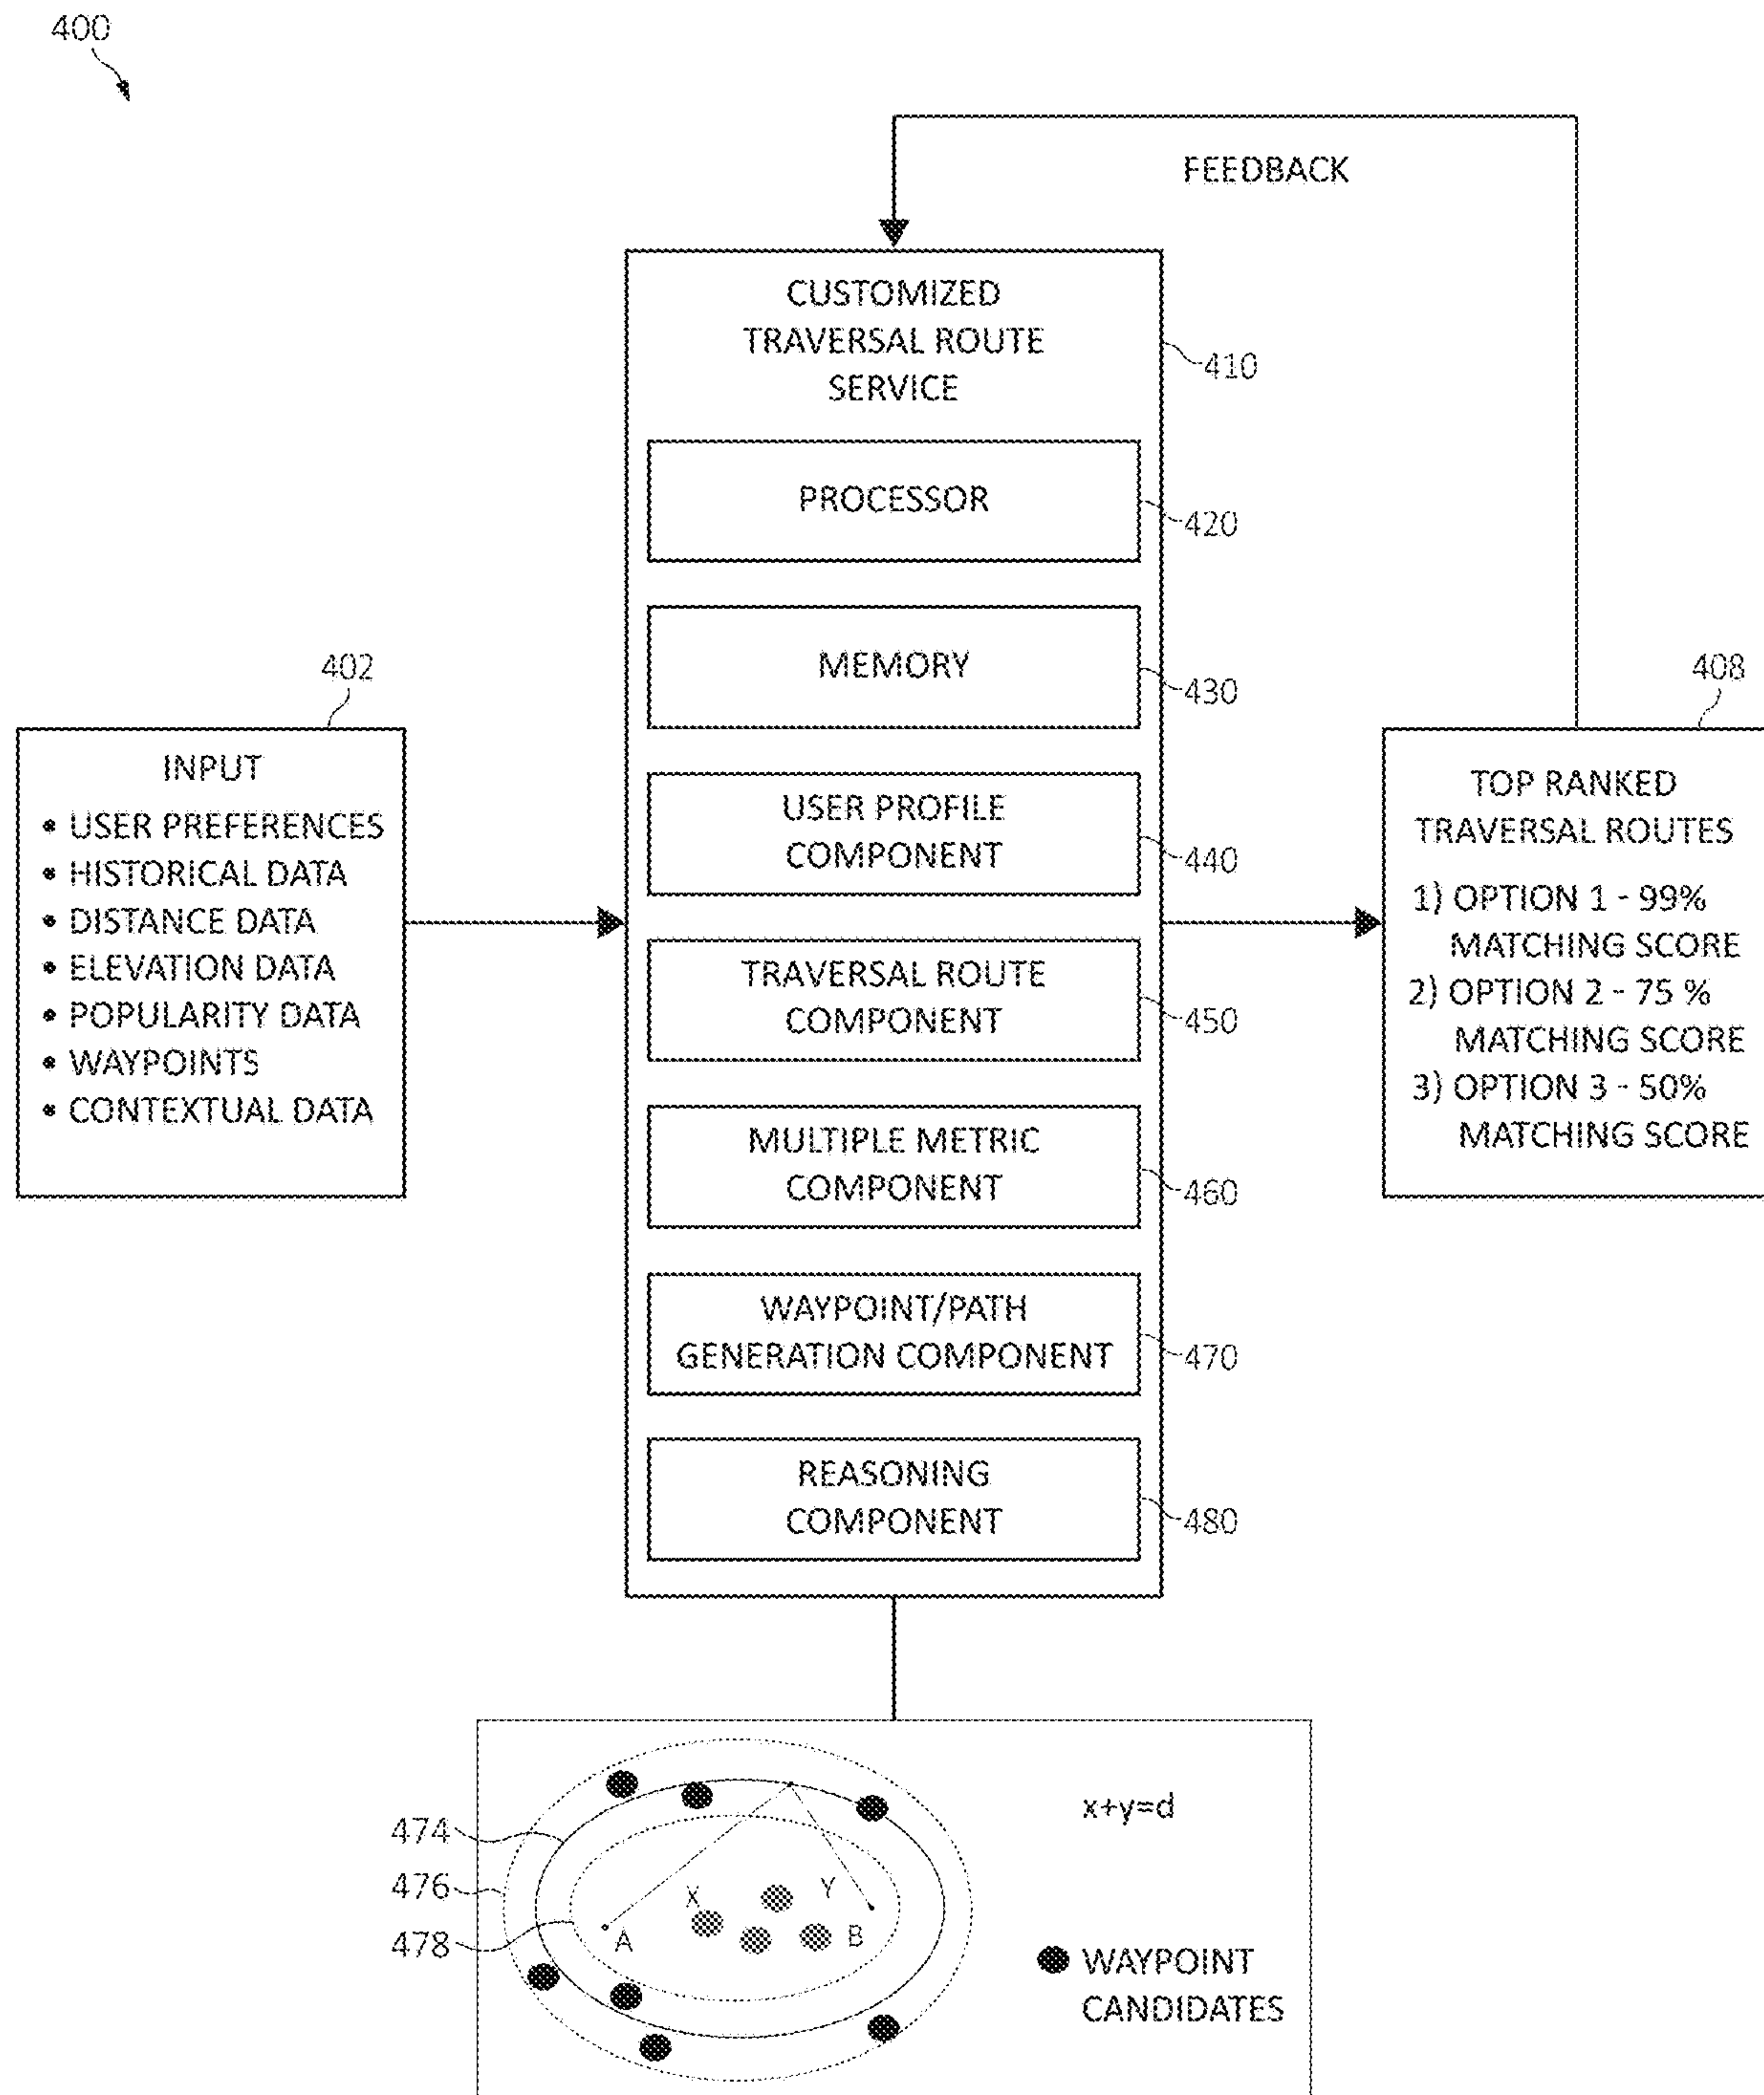 400
FEEDBACK
CUSTOMIZED
TRAVERSAL ROUTE
SERVICE
410
PROCESSOR
420
MEMORY
430
USER PROFILE
COMPONENT
440
TRAVERSAL ROUTE
COMPONENT
450
MULTIPLE METRIC
COMPONENT
460
WAYPOINT/PATH
GENERATION COMPONENT
470
REASONING
COMPONENT
480
402
INPUT
• USER PREFERENCES
• HISTORICAL DATA
• DISTANCE DATA
• ELEVATION DATA
• POPULARITY DATA
• WAYPOINTS
• CONTEXTUAL DATA
408
TOP RANKED
TRAVERSAL ROUTES
1) OPTION 1 - 99%
MATCHING SCORE
2) OPTION 2 - 75 %
MATCHING SCORE
3) OPTION 3 - 50%
MATCHING SCORE
474
476
478
X
Y
A
B
x+y=d
WAYPOINT
CANDIDATES